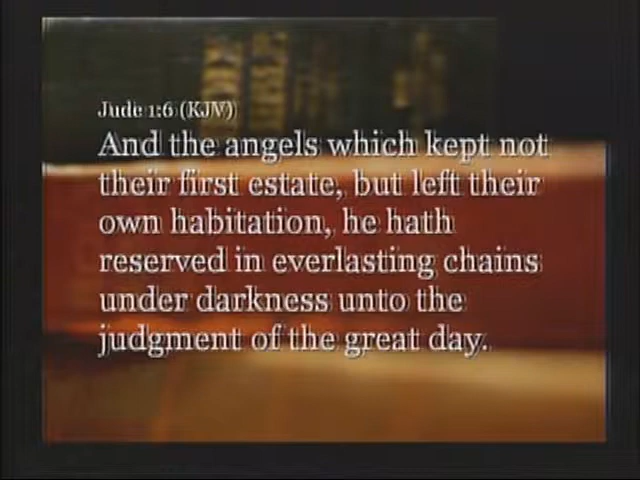 Jude 1:6 (KJV)
And the angels which kept not
their first estate, but left their
own habitation, he hath
reserved in everlasting chains
under darkness unto the
judgment of the great day.